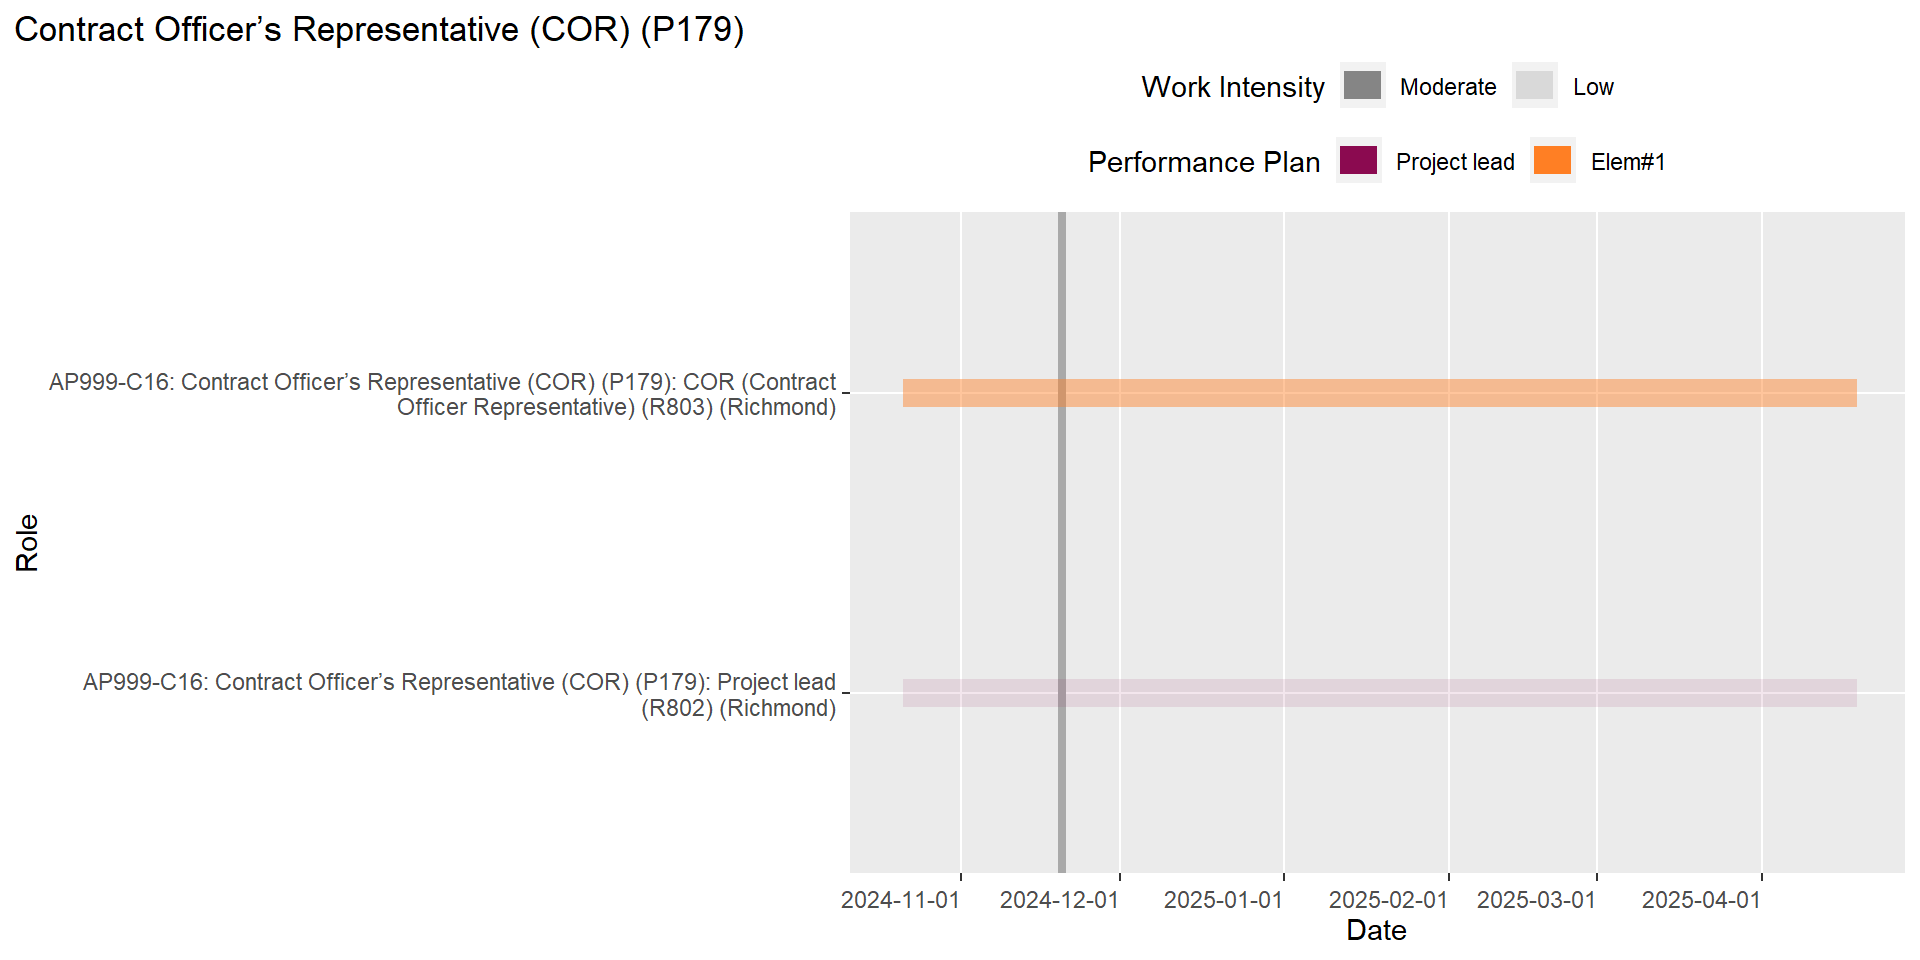 Contract Officer’s Representative (COR) (P179)
Work Intensity Moderate Low
Performance Plan Project lead Elem#1
AP999-C16: Contract Officer’s Representative (COR) (P179): COR (Contract
Officer Representative) (R803) (Richmond)
Role
AP999-C16: Contract Officer’s Representative (COR) (P179): Project lead
(R802) (Richmond)
2024-11-01 2024-12-01 2025-01-01 2025-02-01 2025-03-01 2025-04-01
Date